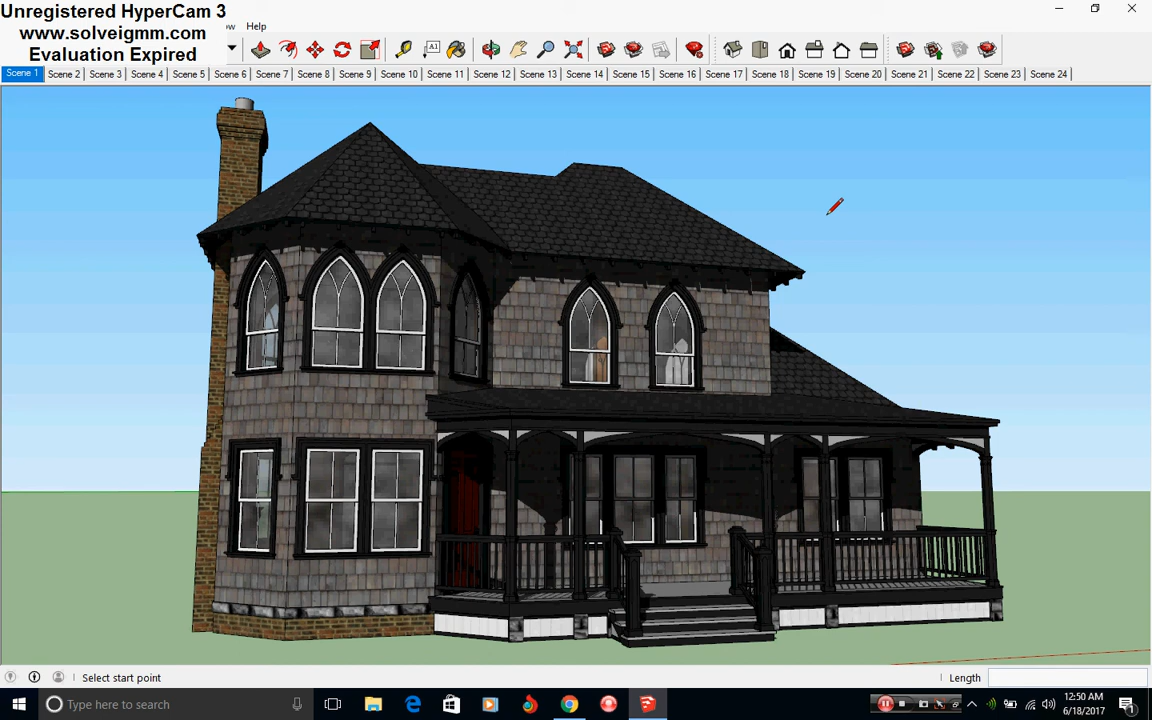 Unregistered HyperCam 3
www.solveigmm.com
Evaluation Expired
ow Help
A1
Scene 1 Scene 2 Scene 3 Scene 4 Scene 5 Scene 6 Scene 7 Scene 8 Scene 9 Scene 10 Scene 11 Scene 12 Scene 13 Scene 14 Scene 15 Scene 16 Scene 17 Scene 18 Scene 19 Scene 20 Scene 21 Scene 22 Scene 23 Scene 24
Select start point Length
Type here to search
12:50 AM
6/18/2017
1